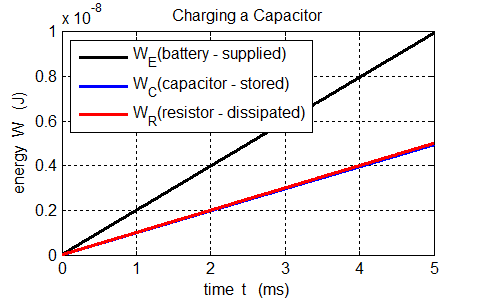 Charging a Capacitor
x 10^-8
1
0.8
0.6
0.4
0.2
0
energy W (J)
W_E(battery - supplied)
W_C(capacitor - stored)
W_R(resistor - dissipated)
0 1 2 3 4 5
time t (ms)